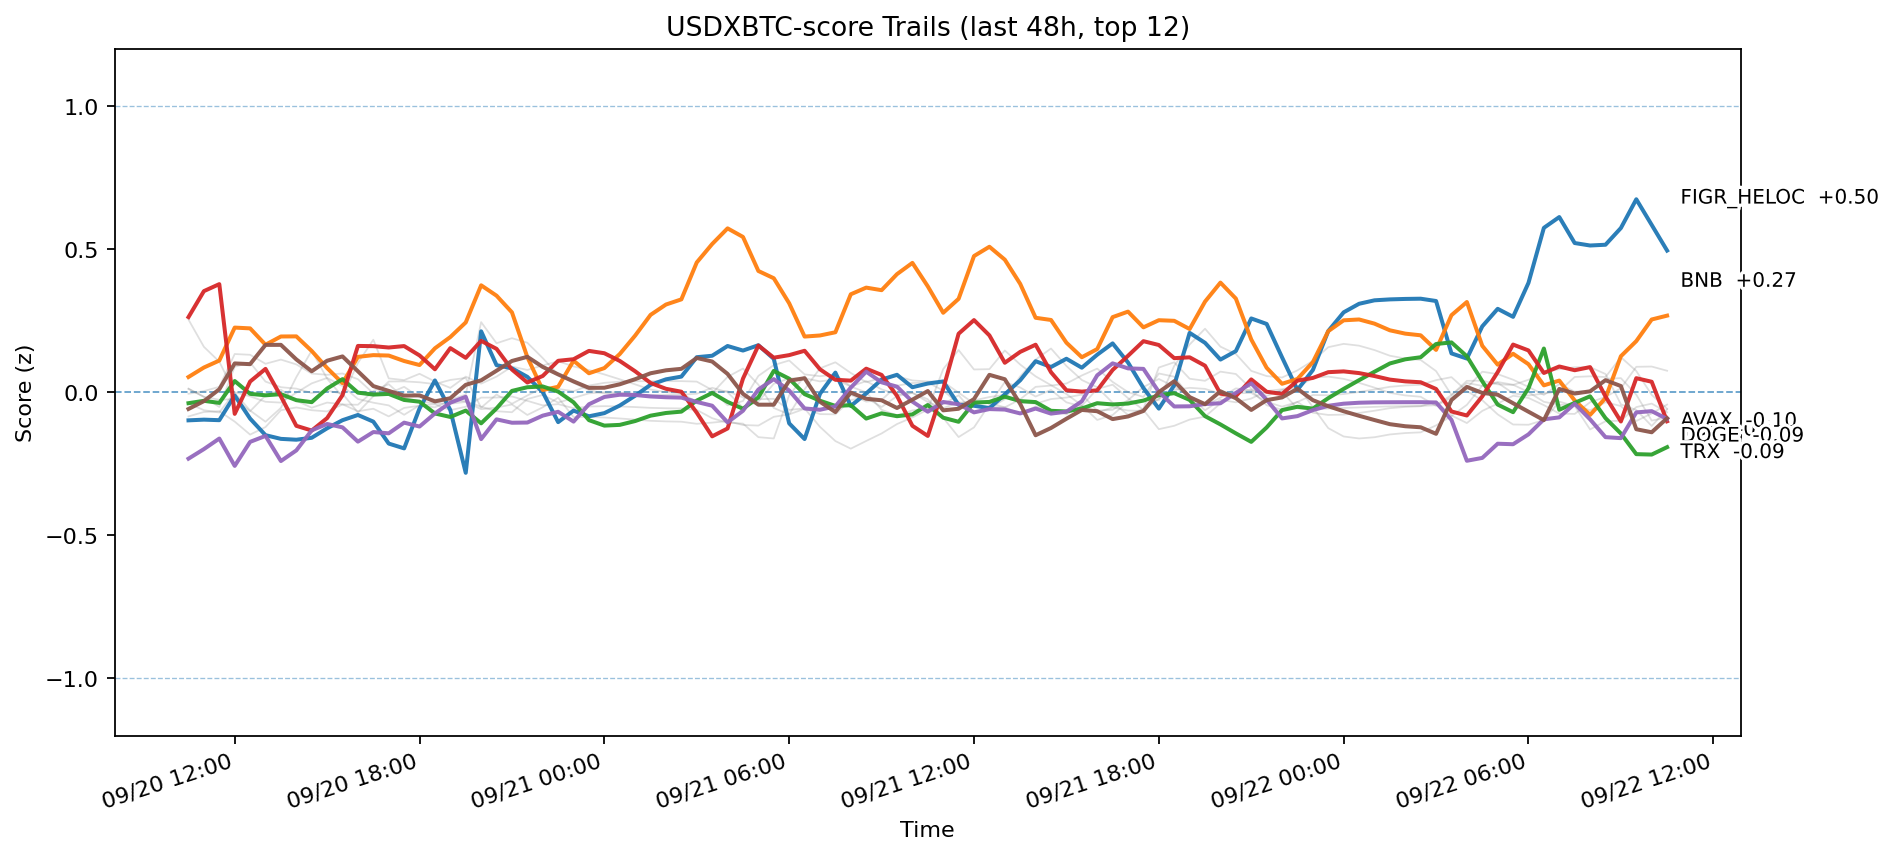 USDXBTC-score Trails (last 48h, top 12)
Score (z)
1.0
0.5
0.0
−0.5
−1.0
FIGR_HELOC +0.50
BNB +0.27
AVAX -0.10
DOGE -0.09
TRX -0.09
09/20 12:00
09/20 18:00
09/21 00:00
09/21 06:00
09/21 12:00
09/21 18:00
09/22 00:00
09/22 06:00
09/22 12:00
Time